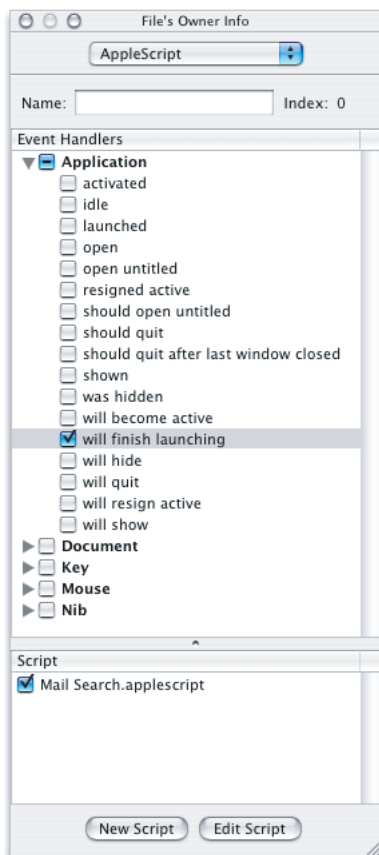 File's Owner Info
AppleScript
Name: Index: 0
Event Handlers
Application
activated
idle
launched
open
open untitled
resigned active
should open untitled
should quit
should quit after last window closed
shown
was hidden
will become active
will finish launching
will hide
will quit
will resign active
will show
Document
Key
Mouse
Nib
Script
Mail Search.applescript
New Script Edit Script